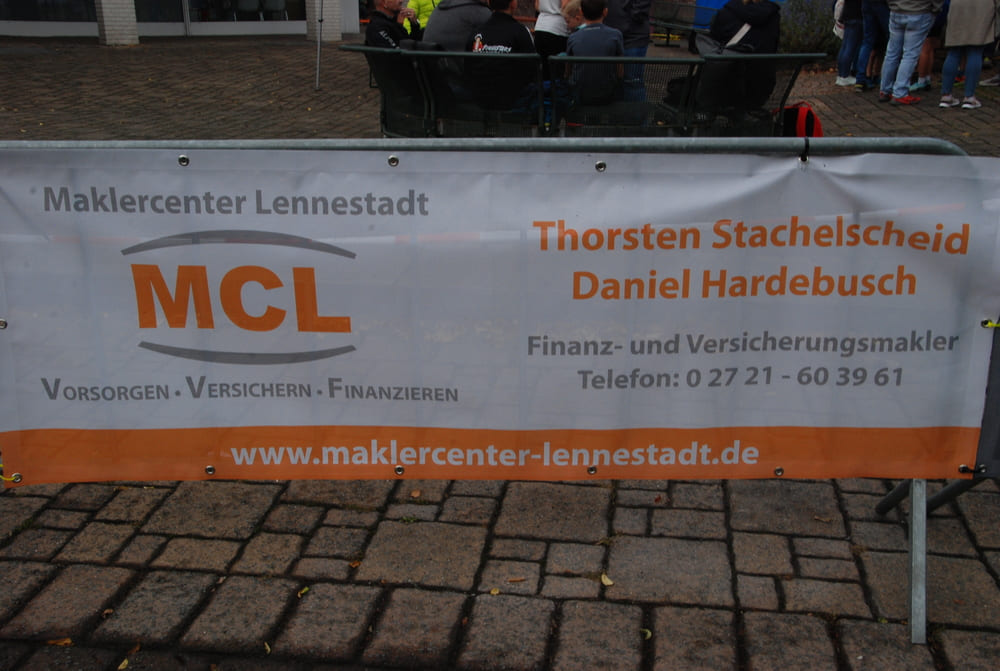 Maklercenter Lennestadt
MCL
VORSORGEN • VERSICHERN • FINANZIEREN
Thorsten Stachelscheid
Daniel Hardebusch
Finanz- und Versicherungsmakler
Telefon: 0 27 21 - 60 39 61
www.maklercenter-lennestadt.de